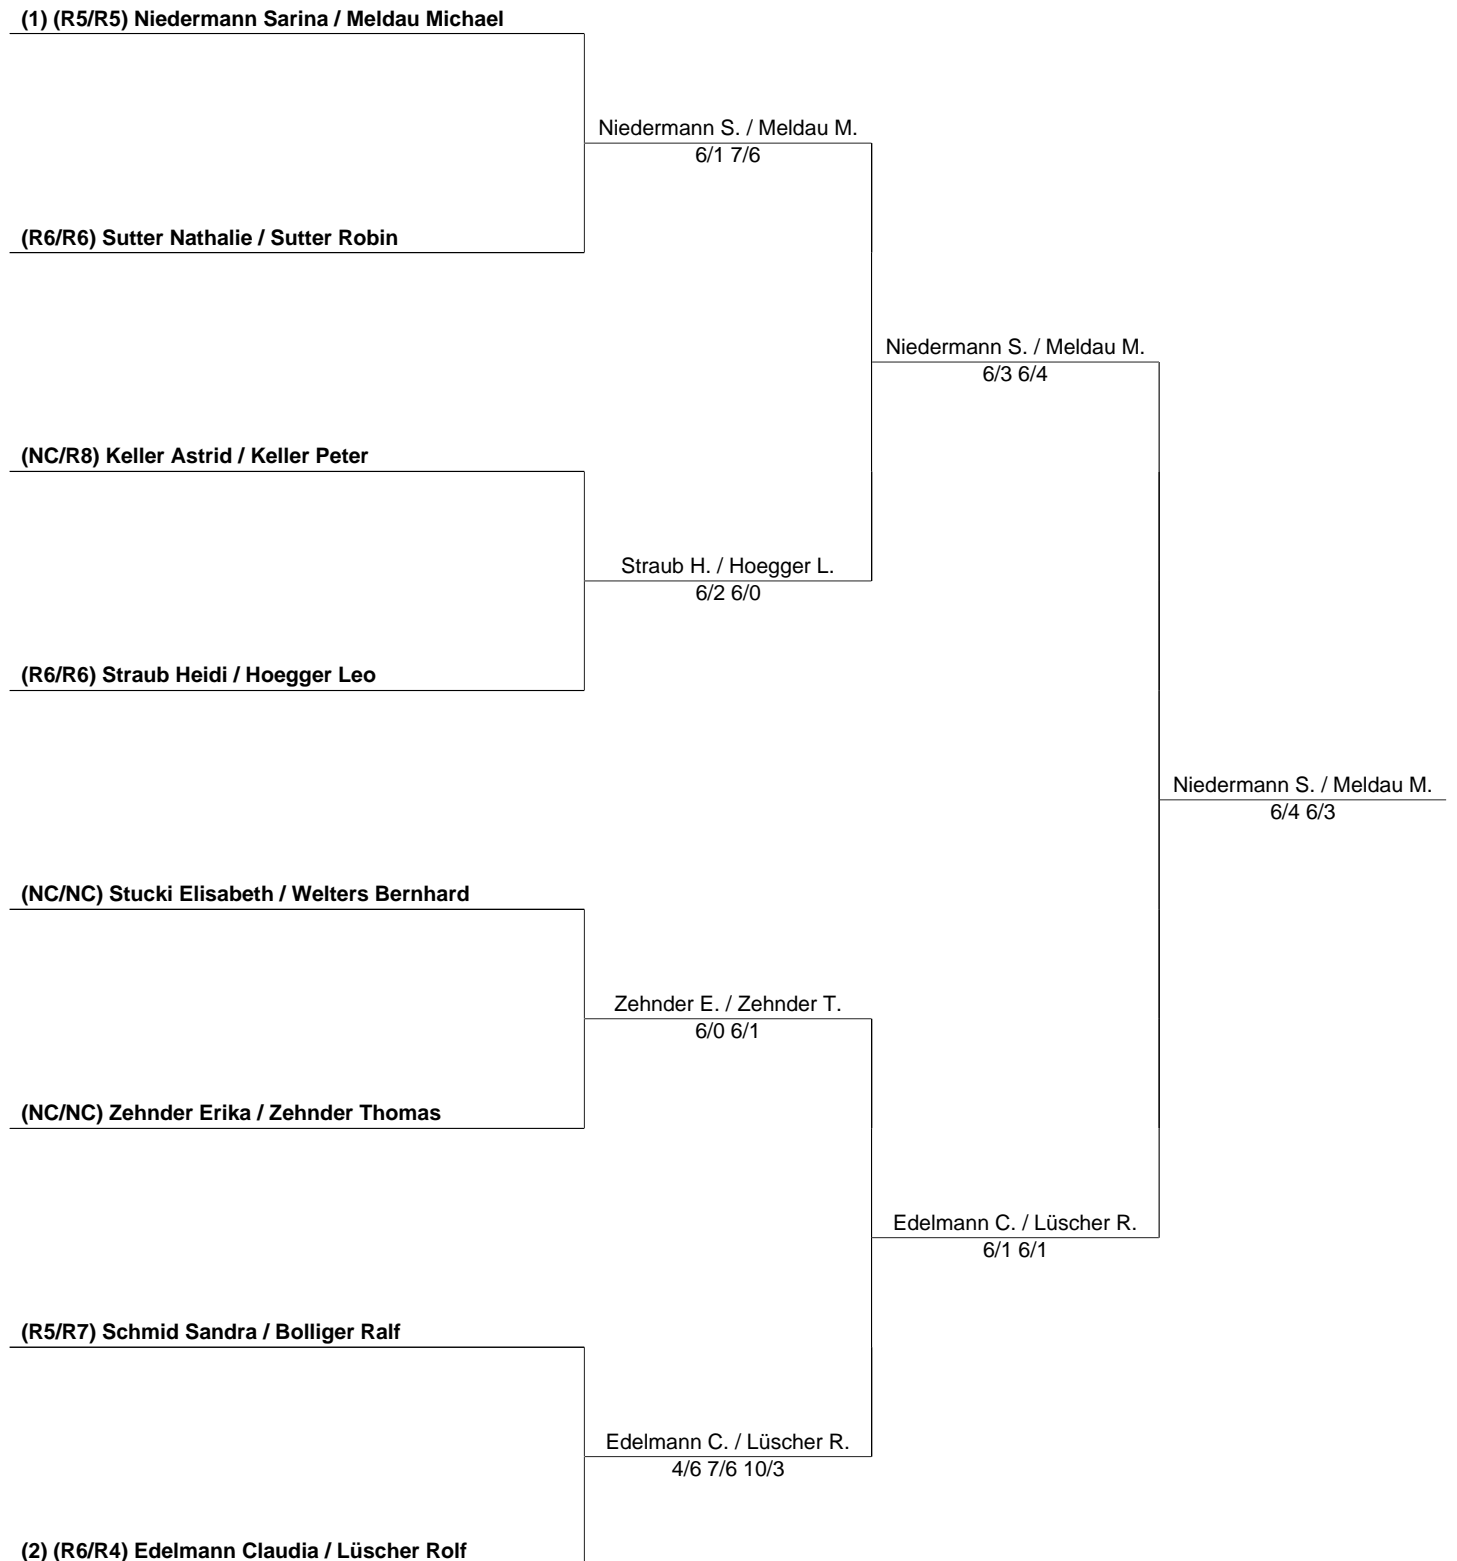 (1) (R5/R5) Niedermann Sarina / Meldau Michael
Niedermann S. / Meldau M.
6/1 7/6
(R6/R6) Sutter Nathalie / Sutter Robin
Niedermann S. / Meldau M.
6/3 6/4
(NC/R8) Keller Astrid / Keller Peter
Straub H. / Hoegger L.
6/2 6/0
(R6/R6) Straub Heidi / Hoegger Leo
Niedermann S. / Meldau M.
6/4 6/3
(NC/NC) Stucki Elisabeth / Welters Bernhard
Zehnder E. / Zehnder T.
6/0 6/1
(NC/NC) Zehnder Erika / Zehnder Thomas
Edelmann C. / Lüscher R.
6/1 6/1
(R5/R7) Schmid Sandra / Bolliger Ralf
Edelmann C. / Lüscher R.
4/6 7/6 10/3
(2) (R6/R4) Edelmann Claudia / Lüscher Rolf